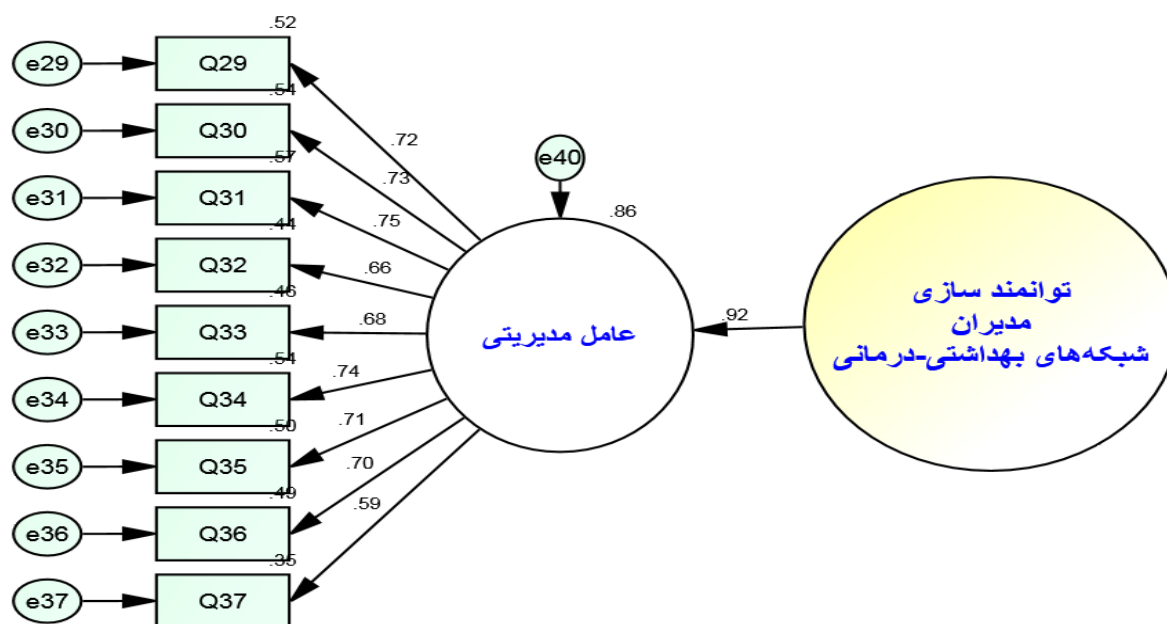 .52
e29 Q29
.54
e30 Q30
.57
e31 Q31
.44
e32 Q32
.46
e33 Q33
.54
e34 Q34
.50
e35 Q35
.49
e36 Q36
.35
e37 Q37
.72
.73
.75
.66
.68
.74
.71
.70
.59
e40
.86
عامل مدیریتی
.92
توانمند سازی
مدیران
شبکه‌های بهداشتی-درمانی